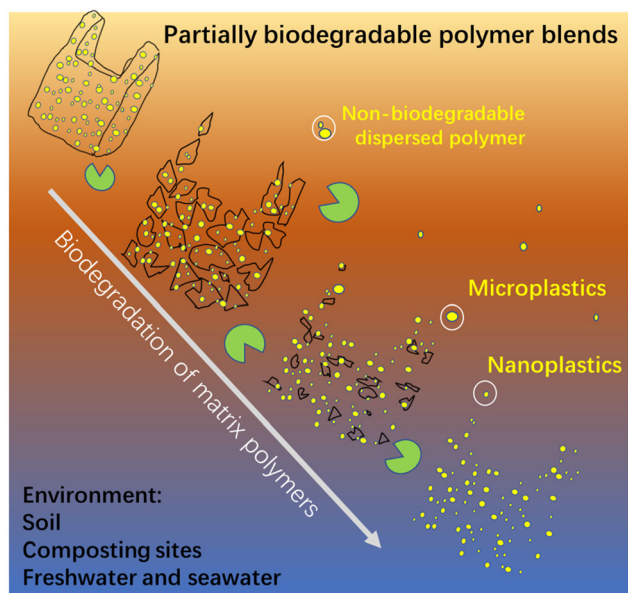 Partially biodegradable polymer blends
Non-biodegradable
dispersed polymer
Biodegradation of matrix polymers
Microplastics
Nanoplastics
Environment:
Soil
Composting sites
Freshwater and seawater